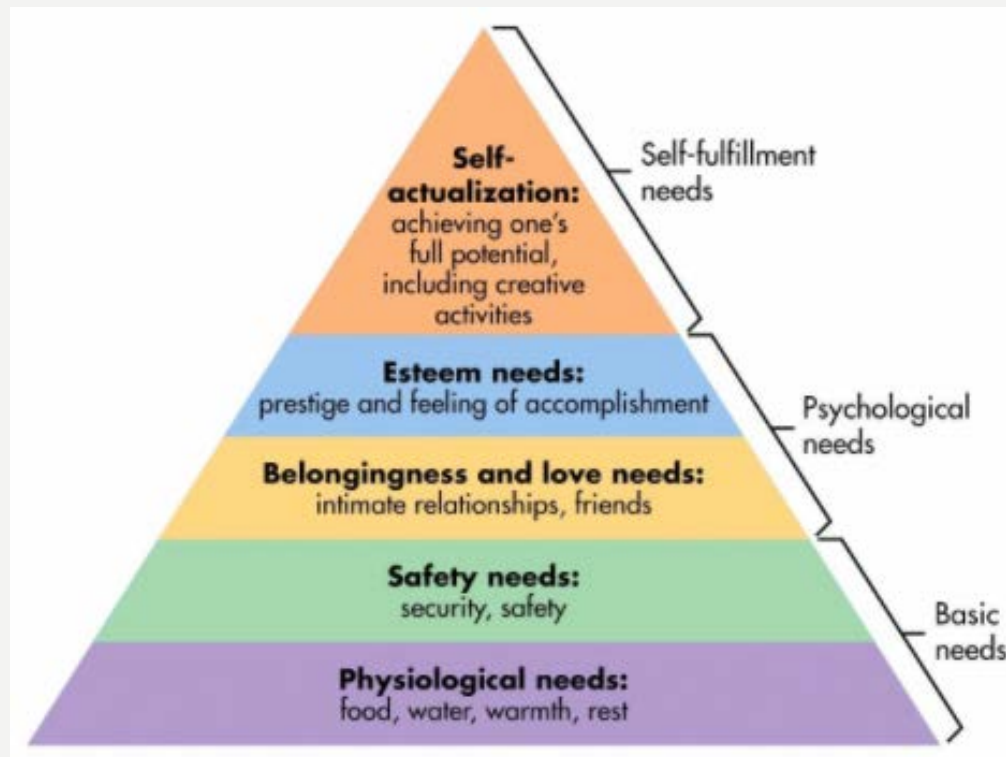 Self-
actualization:
achieving one's
full potential,
including creative
activities
Self-fulfillment
needs
Esteem needs:
prestige and feeling of accomplishment
Psychological
needs
Belongingness and love needs:
intimate relationships, friends
Safety needs:
security, safety
Basic
needs
Physiological needs:
food, water, warmth, rest